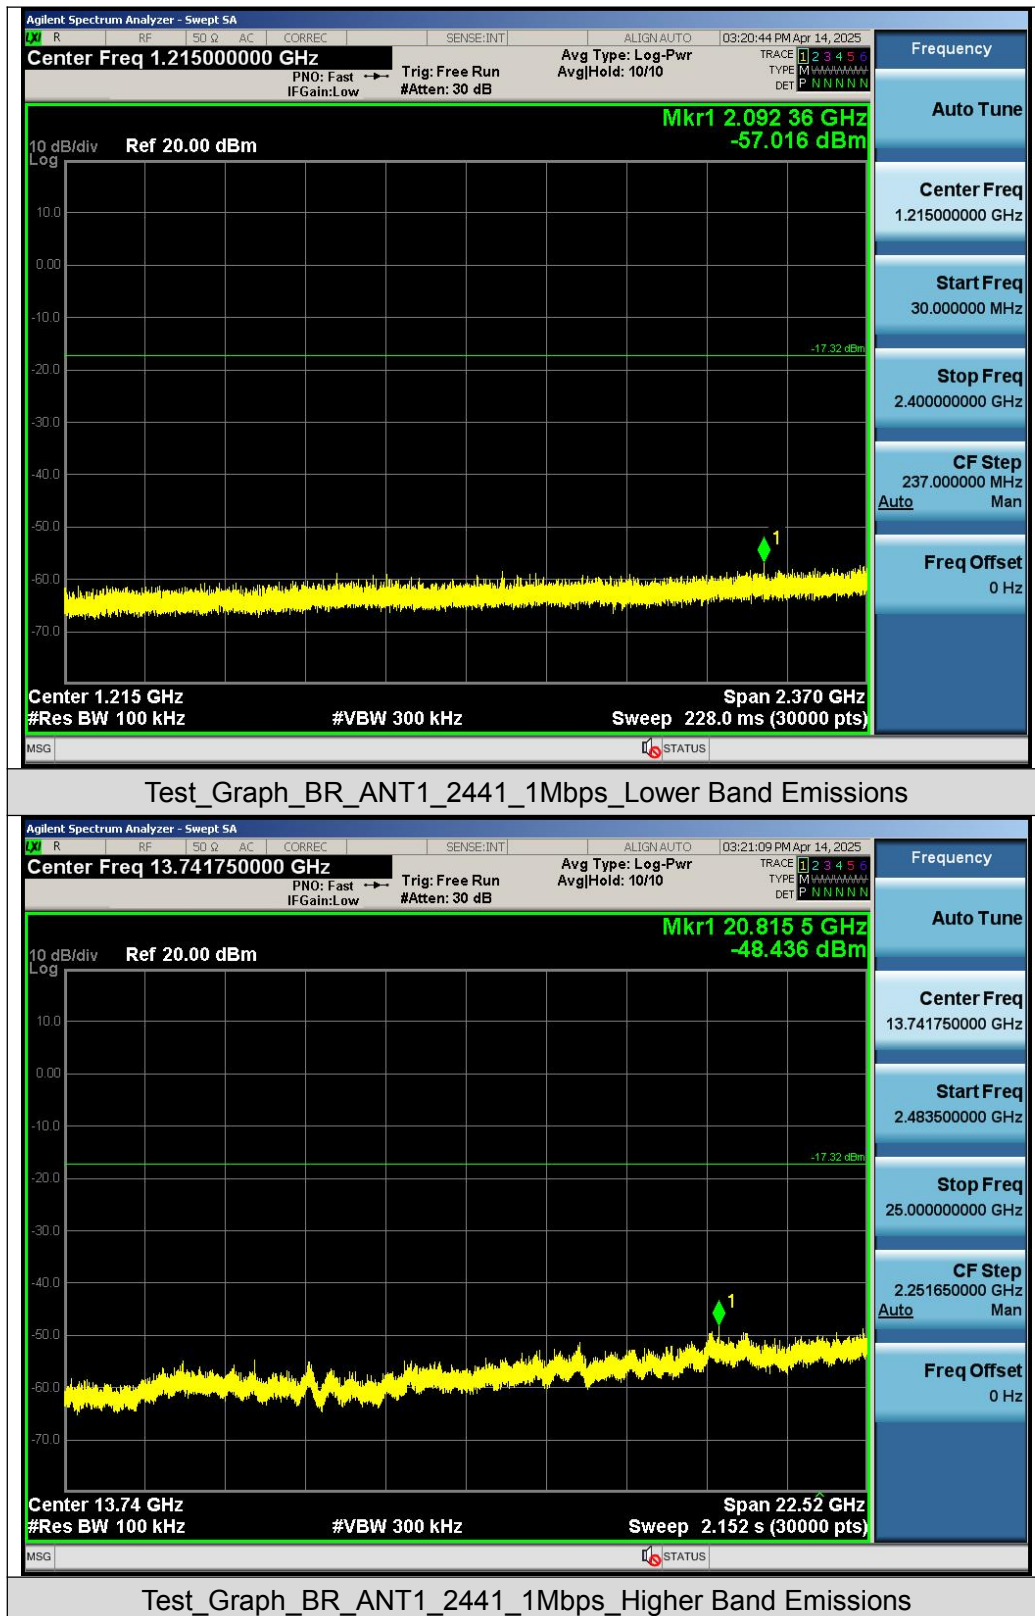 Agilent Spectrum Analyzer - Swept SA
LXI R RF 50 Ω AC CORREC SENSE:INT ALIGN AUTO 03:20:44 PM Apr 14, 2025
Center Freq 1.215000000 GHz
PNO: Fast
IFGain:Low
Trig: Free Run
#Atten: 30 dB
Avg Type: Log-Pwr
Avg|Hold: 10/10
TRACE 1 2 3 4 5 6
TYPE M
DET P N N N N N
Mkr1 2.092 36 GHz
-57.016 dBm
10 dB/div Ref 20.00 dBm
Log
10.0
0.00
-10.0
-17.32 dBm
-20.0
-30.0
-40.0
-50.0
1
-60.0
-70.0
Center 1.215 GHz Span 2.370 GHz
#Res BW 100 kHz #VBW 300 kHz Sweep 228.0 ms (30000 pts)
MSG STATUS
Frequency
Auto Tune
Center Freq
1.215000000 GHz
Start Freq
30.000000 MHz
Stop Freq
2.400000000 GHz
CF Step
237.000000 MHz
Auto Man
Freq Offset
0 Hz
Test_Graph_BR_ANT1_2441_1Mbps_Lower Band Emissions
Agilent Spectrum Analyzer - Swept SA
LXI R RF 50 Ω AC CORREC SENSE:INT ALIGN AUTO 03:21:09 PM Apr 14, 2025
Center Freq 13.741750000 GHz
PNO: Fast
IFGain:Low
Trig: Free Run
#Atten: 30 dB
Avg Type: Log-Pwr
Avg|Hold: 10/10
TRACE 1 2 3 4 5 6
TYPE M
DET P N N N N N
Mkr1 20.815 5 GHz
-48.436 dBm
10 dB/div Ref 20.00 dBm
Log
10.0
0.00
-10.0
-17.32 dBm
-20.0
-30.0
-40.0
1
-50.0
-60.0
-70.0
Center 13.74 GHz Span 22.52 GHz
#Res BW 100 kHz #VBW 300 kHz Sweep 2.152 s (30000 pts)
MSG STATUS
Frequency
Auto Tune
Center Freq
13.741750000 GHz
Start Freq
2.483500000 GHz
Stop Freq
25.000000000 GHz
CF Step
2.251650000 GHz
Auto Man
Freq Offset
0 Hz
Test_Graph_BR_ANT1_2441_1Mbps_Higher Band Emissions